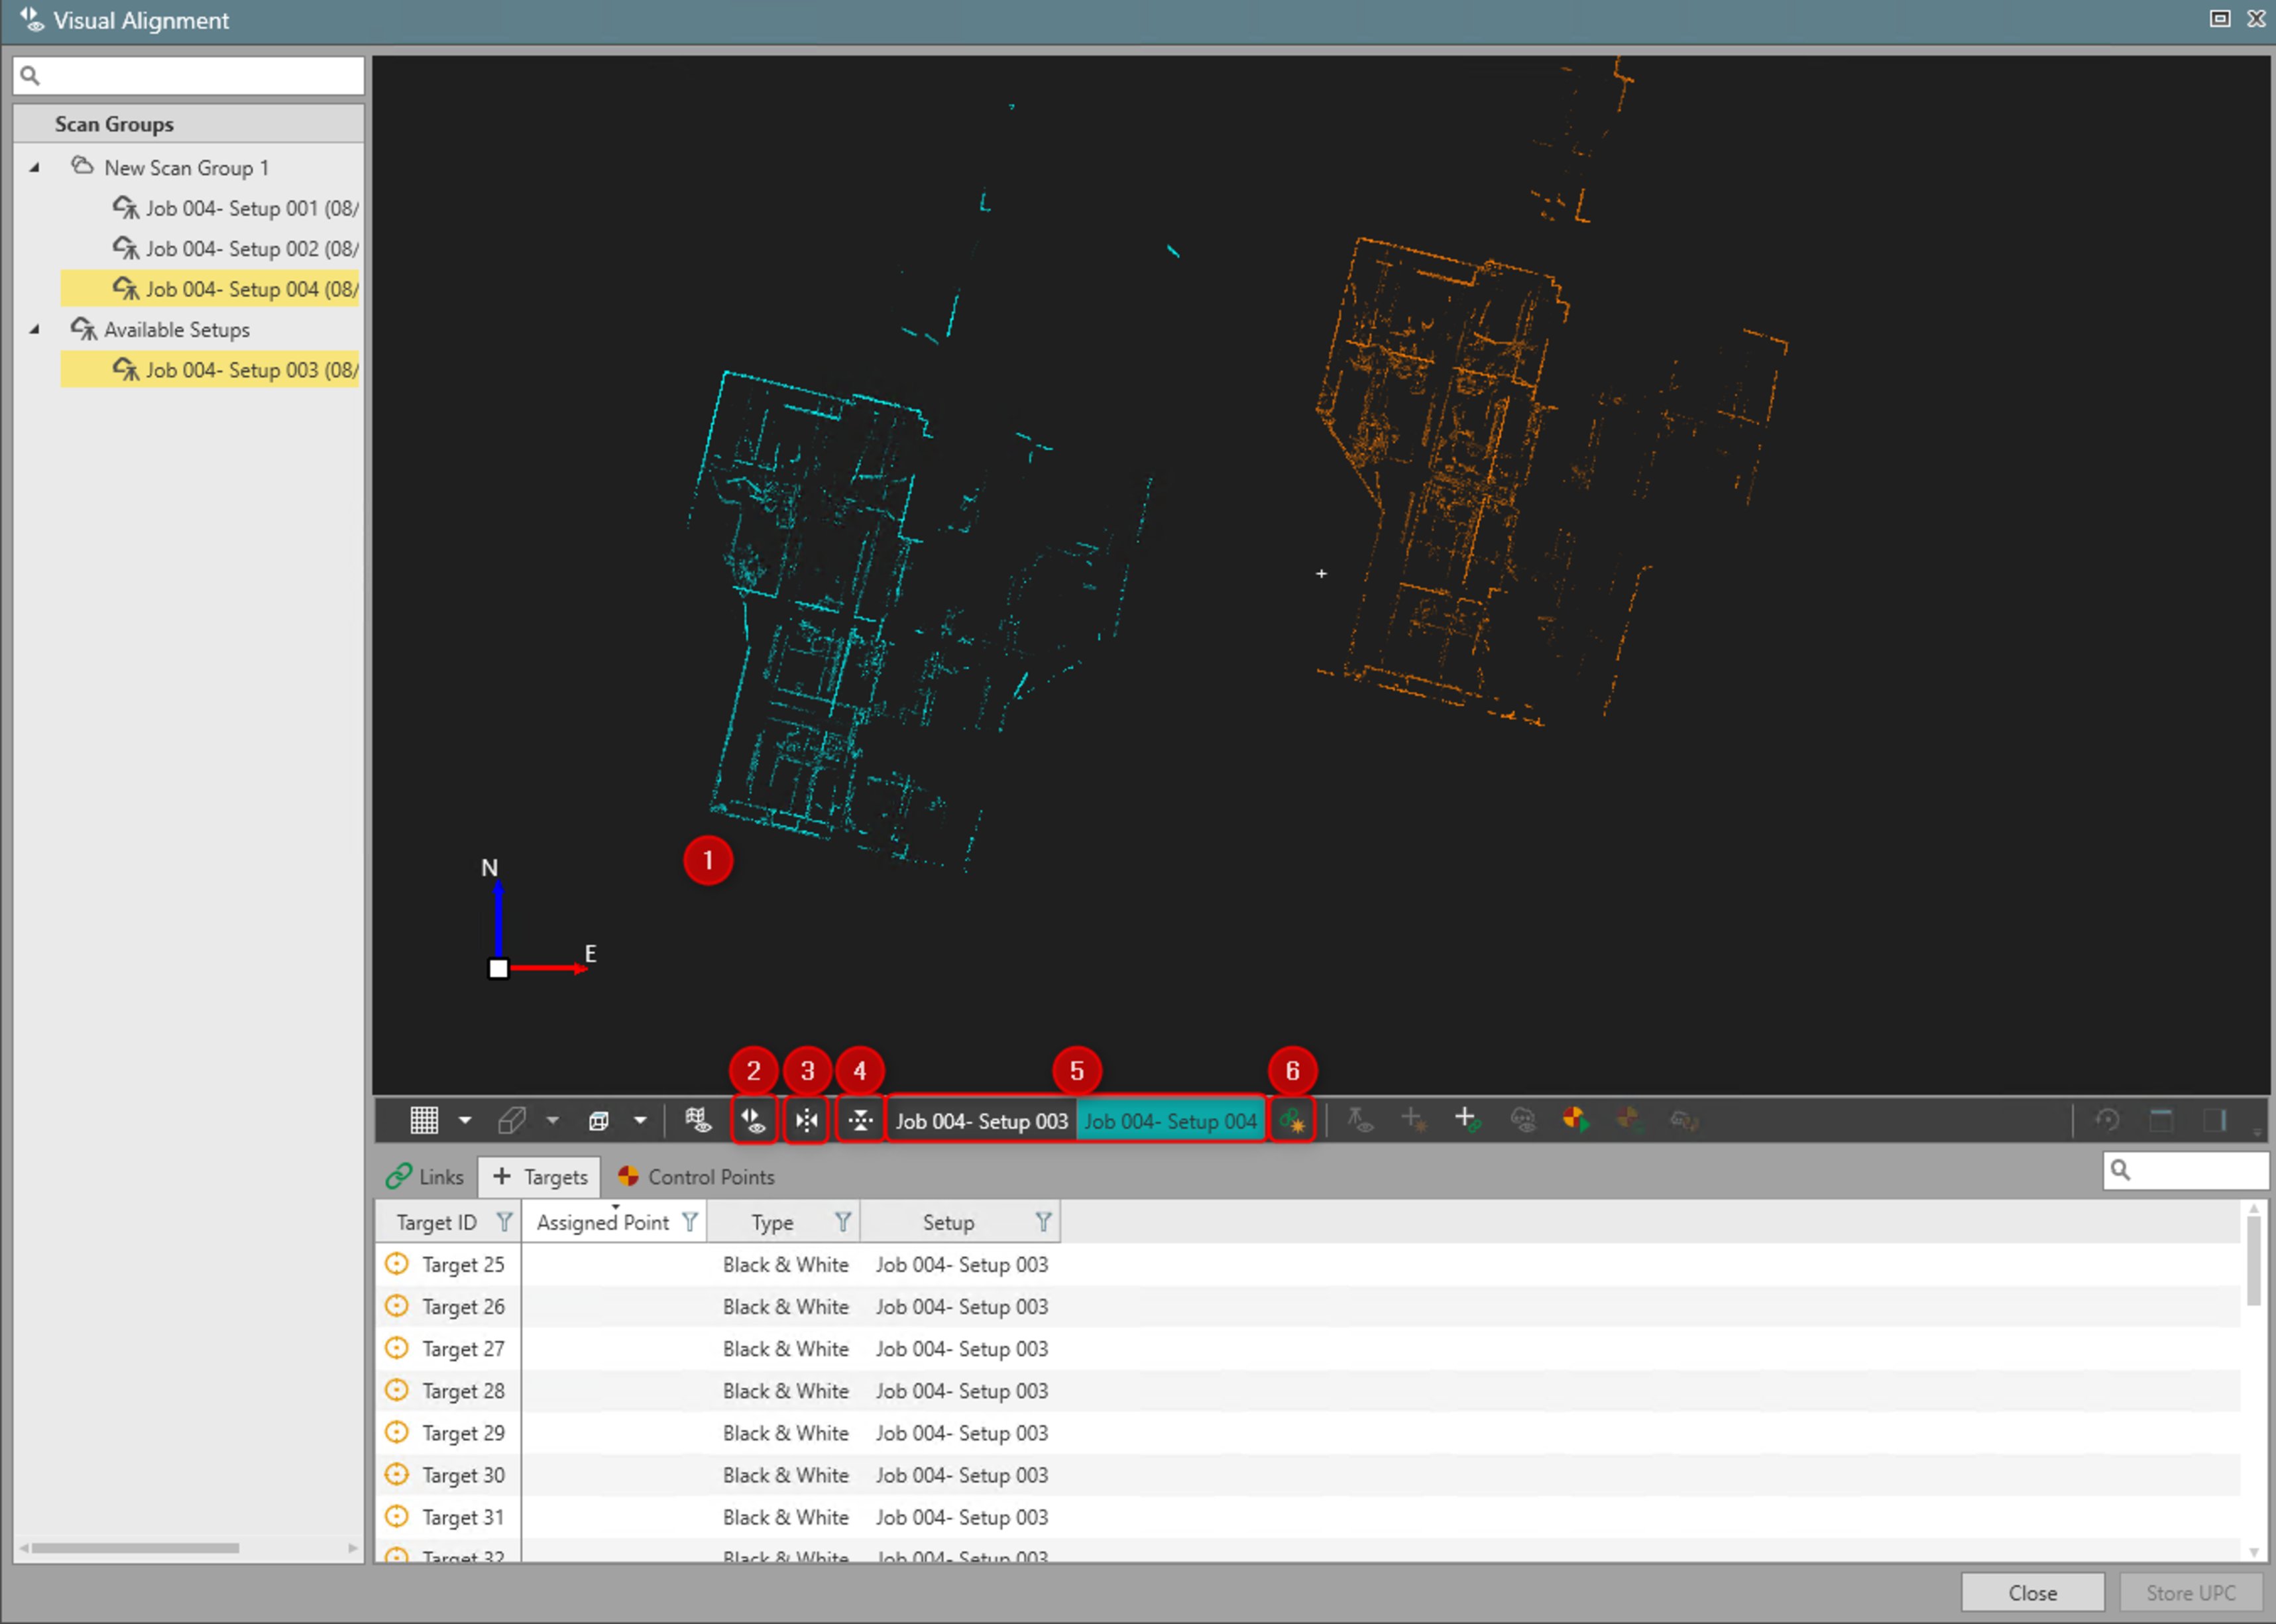 Visual Alignment
Scan Groups
New Scan Group 1
Job 004- Setup 001 (08/
Job 004- Setup 002 (08/
Job 004- Setup 004 (08/
Available Setups
Job 004- Setup 003 (08/
1
N
E
2 3 4 5 6
Job 004- Setup 003 Job 004- Setup 004
Links Targets Control Points
Target ID Assigned Point Type Setup
Target 25 Black & White Job 004- Setup 003
Target 26 Black & White Job 004- Setup 003
Target 27 Black & White Job 004- Setup 003
Target 28 Black & White Job 004- Setup 003
Target 29 Black & White Job 004- Setup 003
Target 30 Black & White Job 004- Setup 003
Target 31 Black & White Job 004- Setup 003
Target 32 Black & White Job 004- Setup 003
Close Store UPC